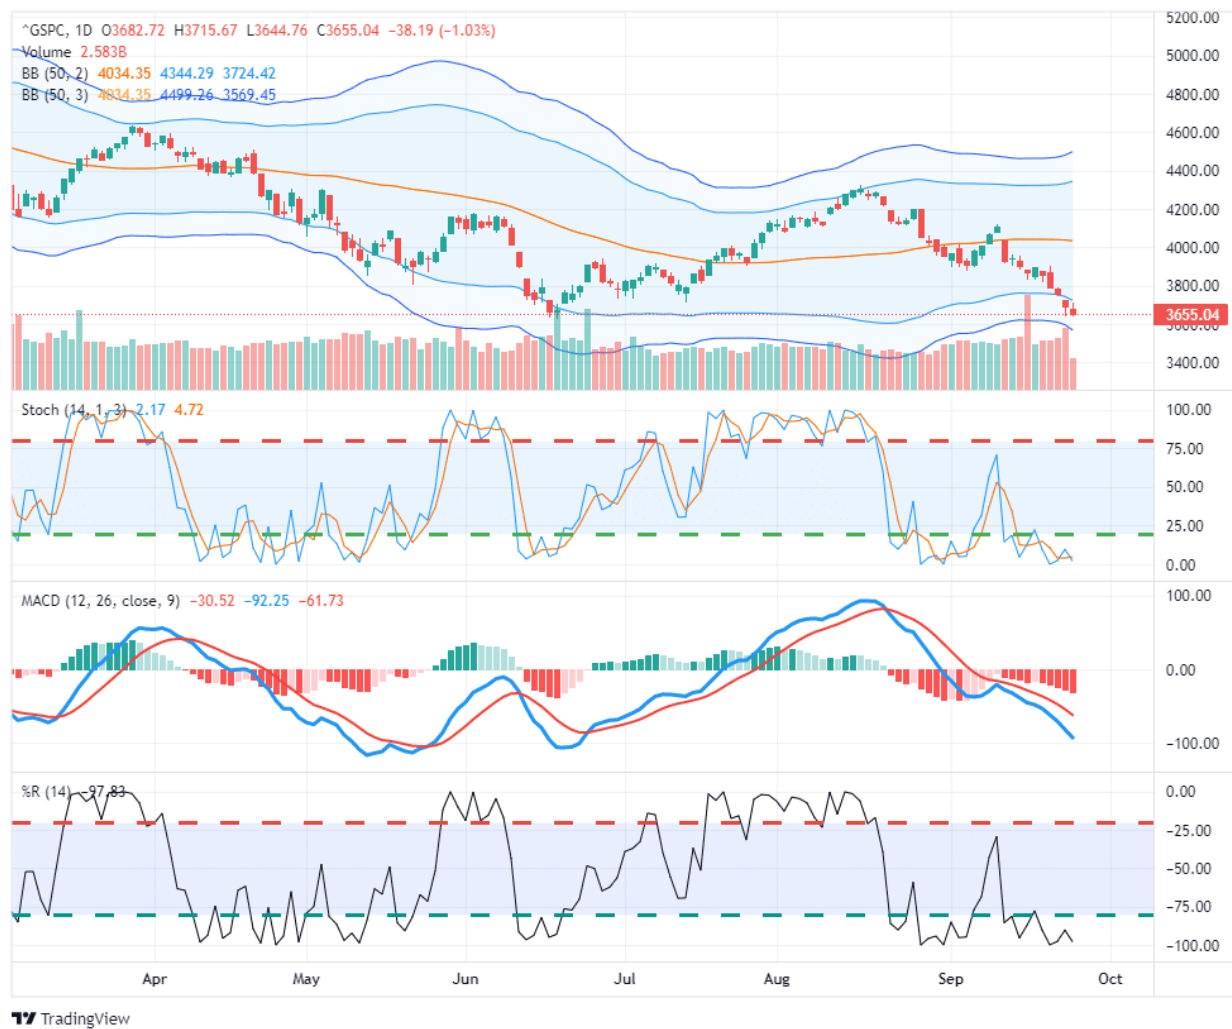 ^GSPC, 1D O3682.72 H3715.67 L3644.76 C3655.04 −38.19 (−1.03%)
Volume 2.583B
BB (50, 2) 4034.35 4344.29 3724.42
BB (50, 3) 4034.35 4499.26 3569.45
5200.00
5000.00
4800.00
4600.00
4400.00
4200.00
4000.00
3800.00
3655.04
3600.00
3400.00
Stoch (14, 1, 3) 2.17 4.72
100.00
75.00
50.00
25.00
0.00
MACD (12, 26, close, 9) −30.52 −92.25 −61.73
100.00
0.00
−100.00
%R (14) −97.83
0.00
−25.00
−50.00
−75.00
−100.00
Apr May Jun Jul Aug Sep Oct
TradingView